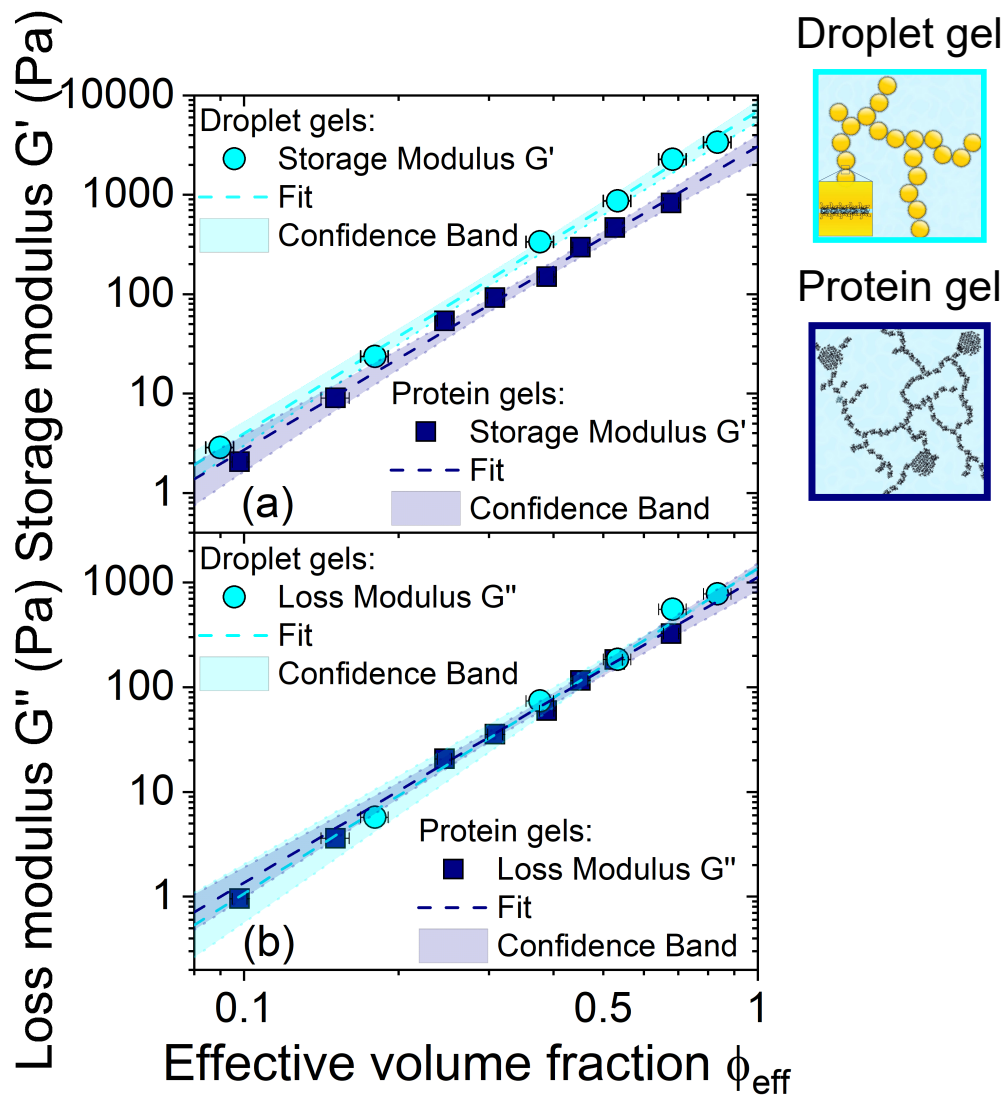 Droplet gel
Protein gel
Storage modulus G' (Pa)
10000
1000
100
10
1
Droplet gels:
Storage Modulus G'
Fit
Confidence Band
Protein gels:
Storage Modulus G'
Fit
Confidence Band
(a)
Loss modulus G'' (Pa)
1000
100
10
1
Droplet gels:
Loss Modulus G''
Fit
Confidence Band
Protein gels:
Loss Modulus G''
Fit
Confidence Band
(b)
0.1
0.5
1
Effective volume fraction ϕeff